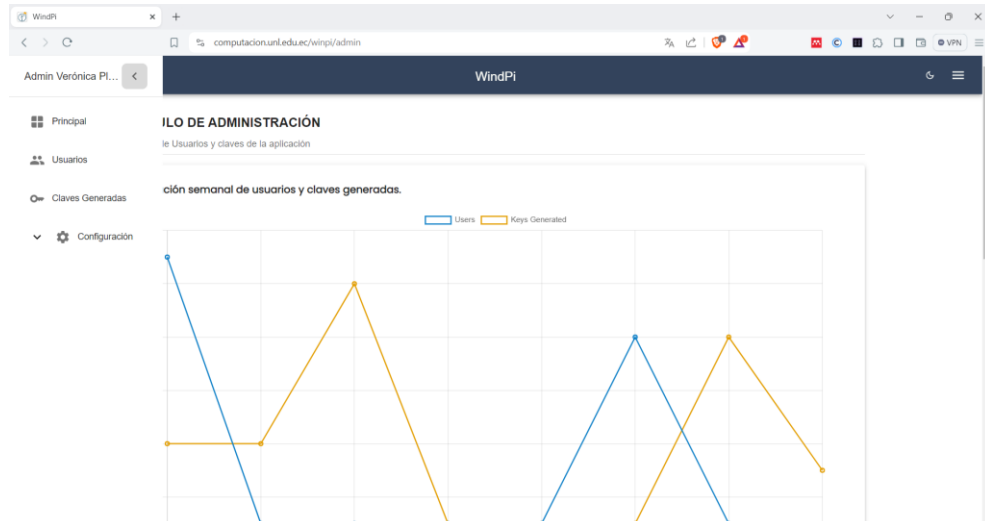 WindPi
computacion.unl.edu.ec/winpi/admin
VPN
Admin Verónica Pl...
WindPi
Principal
Usuarios
Claves Generadas
Configuración
ULO DE ADMINISTRACIÓN
de Usuarios y claves de la aplicación
ción semanal de usuarios y claves generadas.
Users
Keys Generated